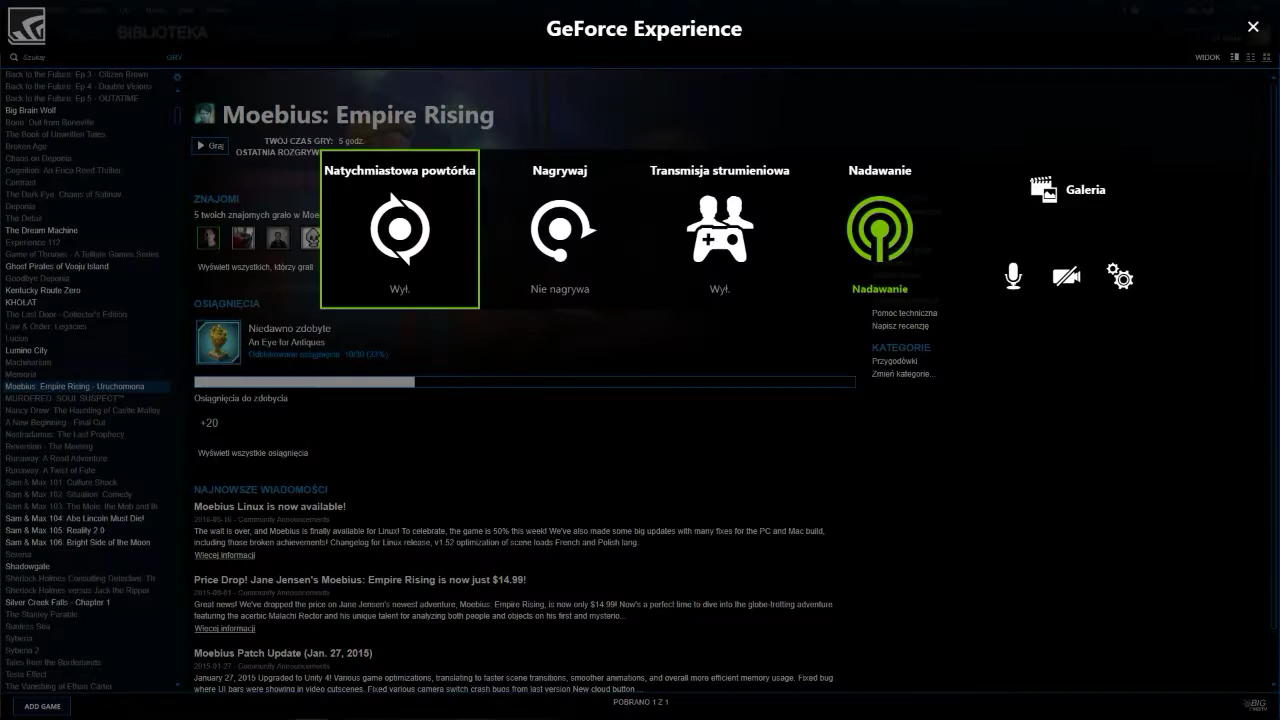 GeForce Experience
BIBLIOTEKA
Szukaj
GRY
WIDOK
Back to the Future: Ep 3 - Citizen Brown
Back to the Future: Ep 4 - Double Visions
Back to the Future: Ep 5 - OUTATIME
Big Brain Wolf
Bone: Out from Boneville
The Book of Unwritten Tales
Broken Age
Chaos on Deponia
Cognition: An Erica Reed Thriller
Contrast
The Dark Eye: Chains of Satinav
Deponia
The Detail
The Dream Machine
Experience 112
Game of Thrones - A Telltale Games Series
Ghost Pirates of Vooju Island
Goodbye Deponia
Kentucky Route Zero
KHOLAT
The Last Door - Collector's Edition
Law & Order: Legacies
Lucius
Lumino City
Machinarium
Memoria
Moebius: Empire Rising - Uruchomiona
MURDERED: SOUL SUSPECT™
Nancy Drew: The Haunting of Castle Malloy
A New Beginning - Final Cut
Nostradamus: The Last Prophecy
Reversion - The Meeting
Runaway: A Road Adventure
Runaway: A Twist of Fate
Sam & Max 101: Culture Shock
Sam & Max 102: Situation: Comedy
Sam & Max 103: The Mole, the Mob and th
Sam & Max 104: Abe Lincoln Must Die!
Sam & Max 105: Reality 2.0
Sam & Max 106: Bright Side of the Moon
Serena
Shadowgate
Sherlock Holmes Consulting Detective: Th
Sherlock Holmes versus Jack the Ripper
Silver Creek Falls - Chapter 1
The Stanley Parable
Sunless Sea
Syberia
Syberia 2
Tales from the Borderlands
Tesla Effect
The Vanishing of Ethan Carter
ADD GAME
Moebius: Empire Rising
Graj
TWÓJ CZAS GRY: 5 godz.
OSTATNIA ROZGRYW
Natychmiastowa powtórka
Wył.
Nagrywaj
Nie nagrywa
Transmisja strumieniowa
Wył.
Nadawanie
Nadawanie
Galeria
ZNAJOMI
5 twoich znajomych grało w Moe
Wyświetl wszystkich, którzy grali
OSIĄGNIĘCIA
Niedawno zdobyte
An Eye for Antiques
Odblokowane osiągnięcia: 10/30 (33%)
Osiągnięcia do zdobycia
+20
Wyświetl wszystkie osiągnięcia
Pomoc techniczna
Napisz recenzję
KATEGORIE
Przygodówki
Zmień kategorie...
NAJNOWSZE WIADOMOŚCI
Moebius Linux is now available!
2016-05-16 - Community Announcements
The wait is over, and Moebius is finally available for Linux! To celebrate, the game is 50% this week! We've also made some big updates with many fixes for the PC and Mac build,
including those broken achievements! Changelog for Linux release, v1.52 optimization of scene loads French and Polish lang.
Więcej informacji
Price Drop! Jane Jensen's Moebius: Empire Rising is now just $14.99!
2015-09-01 - Community Announcements
Great news! We've dropped the price on Jane Jensen's newest adventure, Moebius: Empire Rising, is now only $14.99! Now's a perfect time to dive into the globe-trotting adventure
featuring the acerbic Malachi Rector and his unique talent for analyzing both people and objects on his first and mysterio...
Więcej informacji
Moebius Patch Update (Jan. 27, 2015)
2015-01-27 - Community Announcements
January 27, 2015 Upgraded to Unity 4! Various game optimizations, translating to faster scene transitions, smoother animations, and overall more efficient memory usage. Fixed bug
where UI bars were showing in video cutscenes. Fixed various camera switch crash bugs from last version New cloud button ...
POBRANO 1 Z 1
BIG